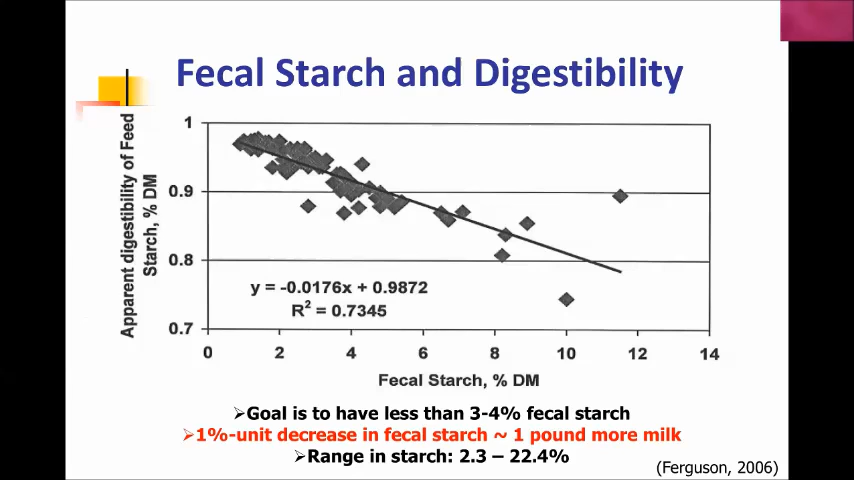 Fecal Starch and Digestibility
Apparent digestibility of Feed
Starch, % DM
1
0.9
0.8
0.7
y = -0.0176x + 0.9872
R² = 0.7345
0 2 4 6 8 10 12 14
Fecal Starch, % DM
➢Goal is to have less than 3-4% fecal starch
➢1%-unit decrease in fecal starch ~ 1 pound more milk
➢Range in starch: 2.3 – 22.4%
(Ferguson, 2006)